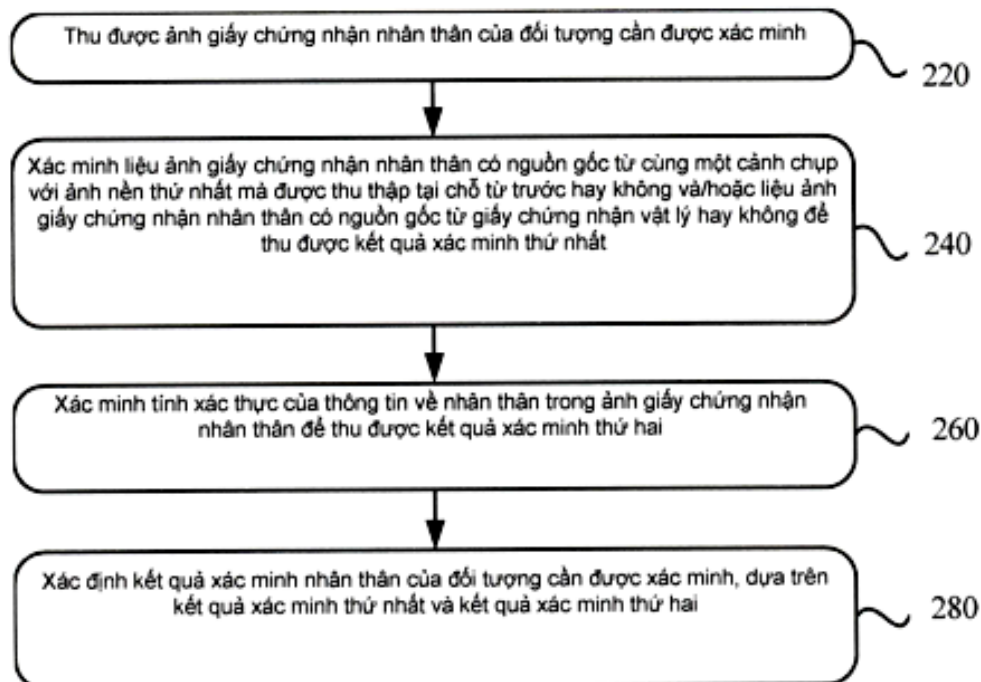 Thu được ảnh giấy chứng nhận nhân thân của đối tượng cần được xác minh
220
Xác minh liệu ảnh giấy chứng nhận nhân thân có nguồn gốc từ cùng một cảnh chụp
với ảnh nền thứ nhất mà được thu thập tại chỗ từ trước hay không và/hoặc liệu ảnh
giấy chứng nhận nhân thân có nguồn gốc từ giấy chứng nhận vật lý hay không để
thu được kết quả xác minh thứ nhất
240
Xác minh tính xác thực của thông tin về nhân thân trong ảnh giấy chứng nhận
nhân thân để thu được kết quả xác minh thứ hai
260
Xác định kết quả xác minh nhân thân của đối tượng cần được xác minh, dựa trên
kết quả xác minh thứ nhất và kết quả xác minh thứ hai
280